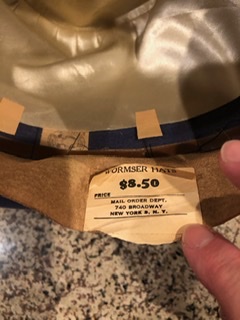 WORMSER HATS
$8.50
PRICE
MAIL ORDER DEPT.
740 BROADWAY
NEW YORK 3, N. Y.